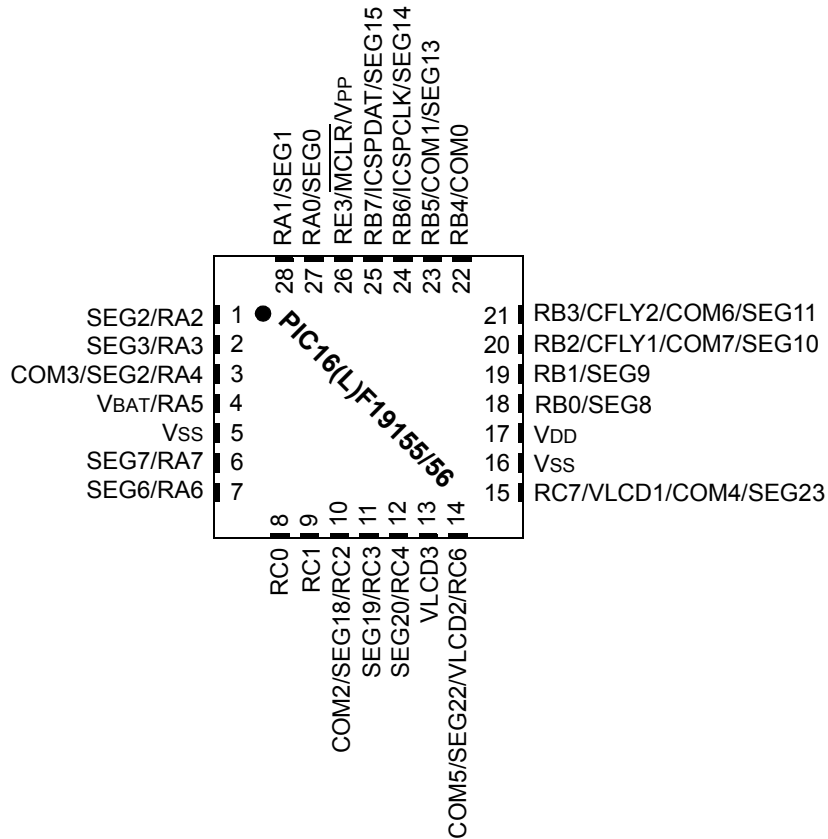 RA1/SEG1
RA0/SEG0
RE3/MCLR/VPP
RB7/ICSPDAT/SEG15
RB6/ICSPCLK/SEG14
RB5/COM1/SEG13
RB4/COM0
28
27
26
25
24
23
22
SEG2/RA2 1
SEG3/RA3 2
COM3/SEG2/RA4 3
VBAT/RA5 4
VSS 5
SEG7/RA7 6
SEG6/RA6 7
PIC16(L)F19155/56
21 RB3/CFLY2/COM6/SEG11
20 RB2/CFLY1/COM7/SEG10
19 RB1/SEG9
18 RB0/SEG8
17 VDD
16 VSS
15 RC7/VLCD1/COM4/SEG23
8
9
10
11
12
13
14
RC0
RC1
COM2/SEG18/RC2
SEG19/RC3
SEG20/RC4
VLCD3
COM5/SEG22/VLCD2/RC6